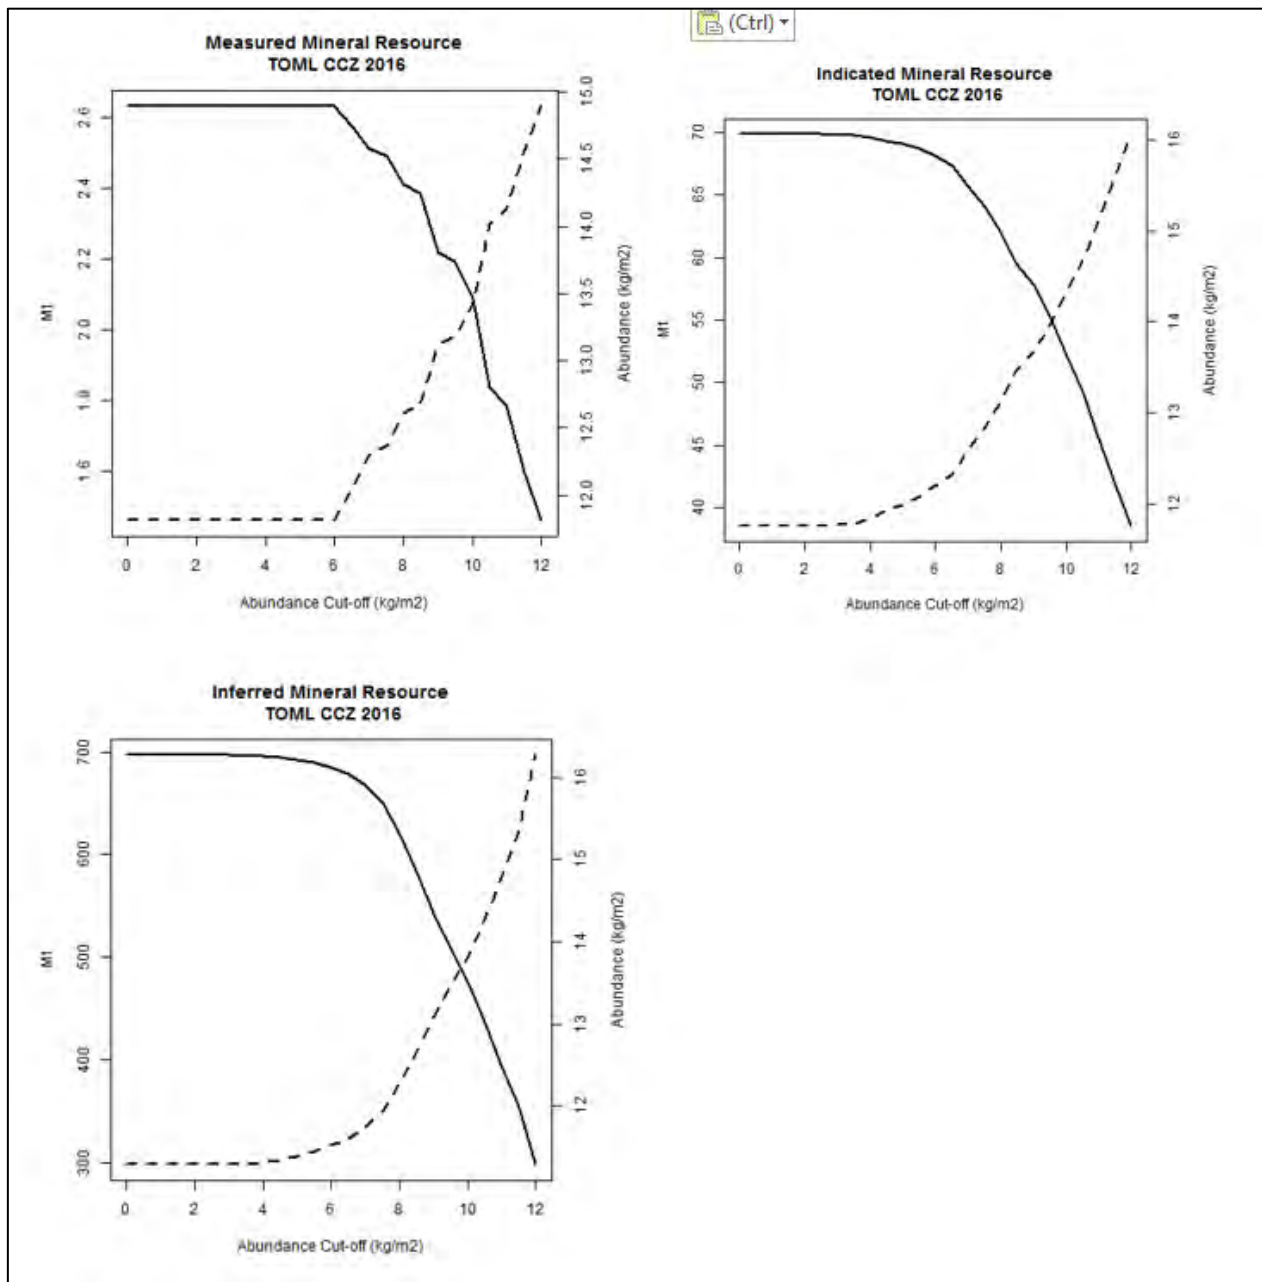 (Ctrl)
Measured Mineral Resource
TOML CCZ 2016
M1
2.6
2.4
2.2
2.0
1.8
1.6
15.0
14.5
14.0
13.5
13.0
12.5
12.0
Abundance (kg/m2)
0 2 4 6 8 10 12
Abundance Cut-off (kg/m2)
Indicated Mineral Resource
TOML CCZ 2016
M1
70
65
60
55
50
45
40
16
15
14
13
12
Abundance (kg/m2)
0 2 4 6 8 10 12
Abundance Cut-off (kg/m2)
Inferred Mineral Resource
TOML CCZ 2016
M1
700
600
500
400
300
16
15
14
13
12
Abundance (kg/m2)
0 2 4 6 8 10 12
Abundance Cut-off (kg/m2)